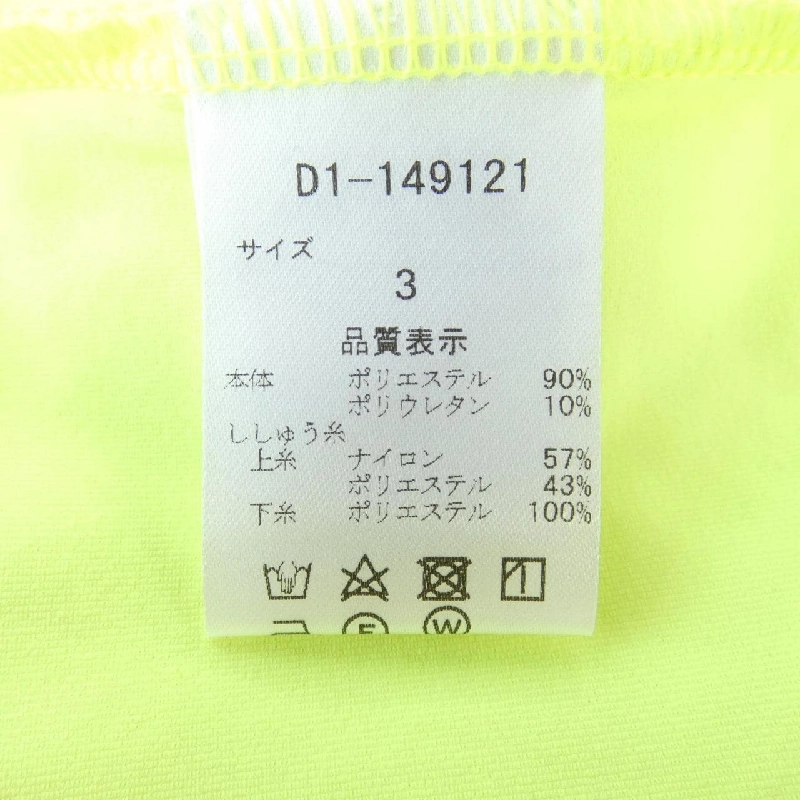 D1-149121
サイズ
3
品質表示
本体 ポリエステル 90%
ポリウレタン 10%
ししゅう糸
上糸 ナイロン 57%
ポリエステル 43%
下糸 ポリエステル 100%
F W